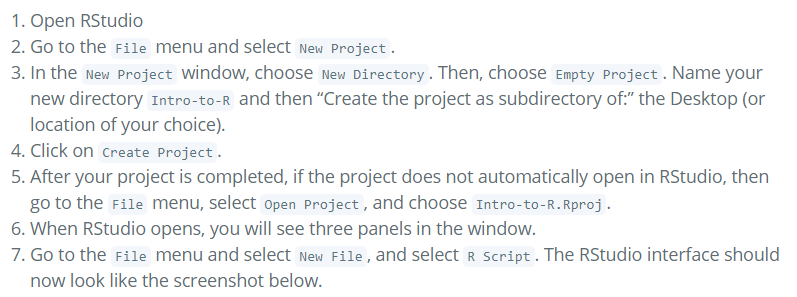 1. Open RStudio
2. Go to the File menu and select New Project.
3. In the New Project window, choose New Directory. Then, choose Empty Project. Name your
new directory Intro-to-R and then “Create the project as subdirectory of:” the Desktop (or
location of your choice).
4. Click on Create Project.
5. After your project is completed, if the project does not automatically open in RStudio, then
go to the File menu, select Open Project, and choose Intro-to-R.Rproj.
6. When RStudio opens, you will see three panels in the window.
7. Go to the File menu and select New File, and select R Script. The RStudio interface should
now look like the screenshot below.